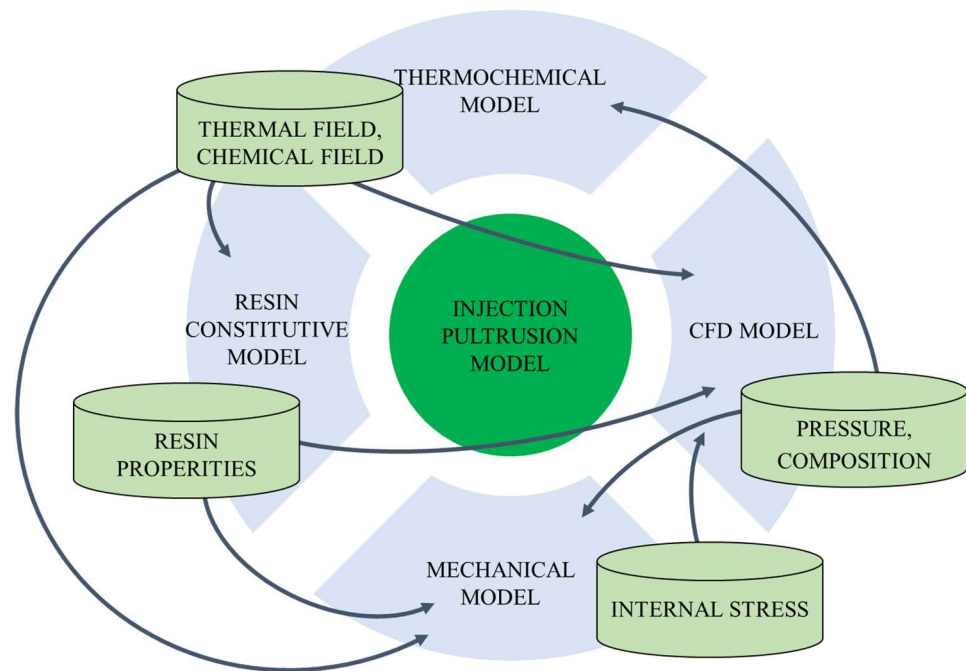 THERMOCHEMICAL
MODEL
THERMAL FIELD,
CHEMICAL FIELD
RESIN
CONSTITUTIVE
MODEL
INJECTION
PULTRUSION
MODEL
CFD MODEL
RESIN
PROPERITIES
PRESSURE,
COMPOSITION
MECHANICAL
MODEL
INTERNAL STRESS